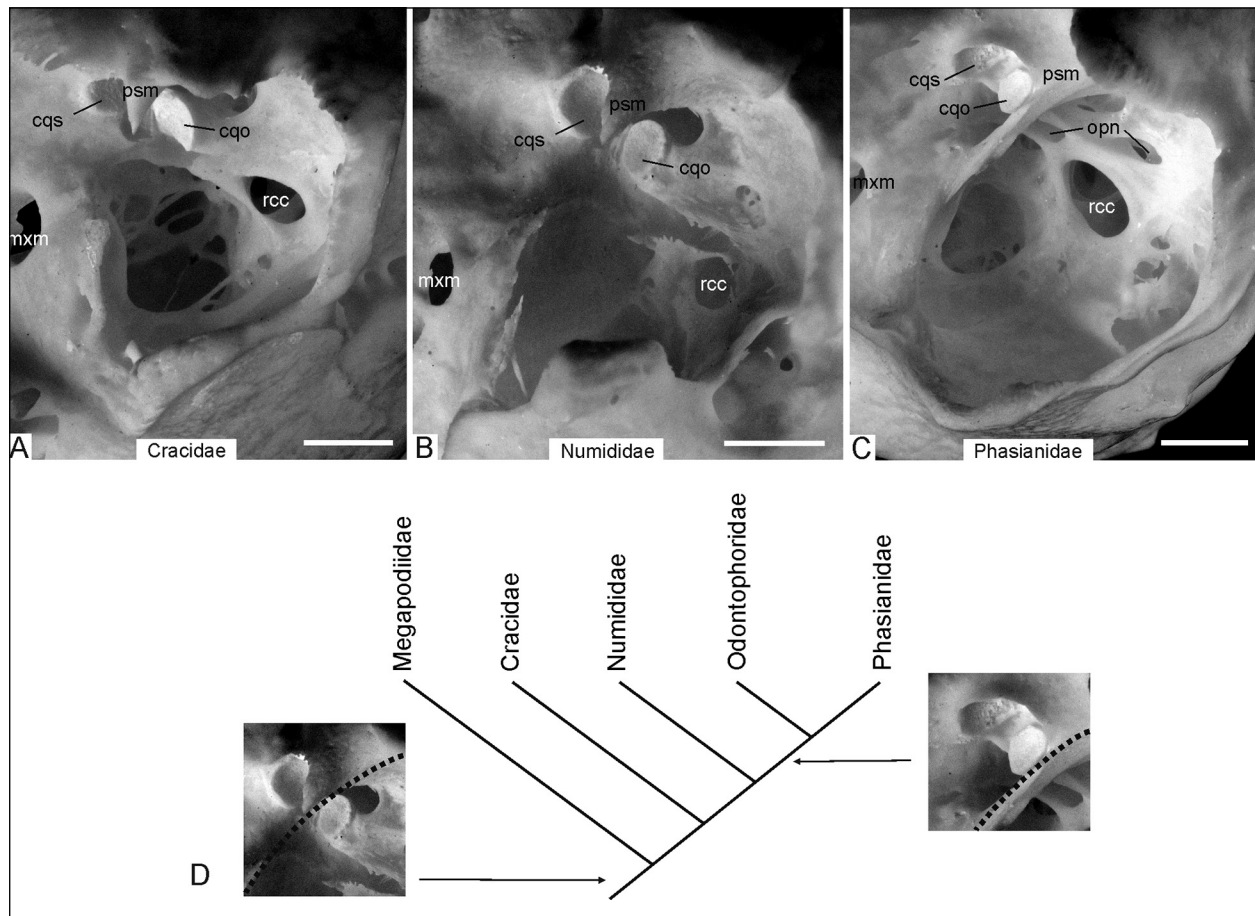 cqs
psm
cqo
rcc
mxm
A
Cracidae
cqs
psm
cqo
mxm
rcc
B
Numididae
cqs
psm
cqo
opn
mxm
rcc
C
Phasianidae
Megapodiidae
Cracidae
Numididae
Odontophoridae
Phasianidae
D